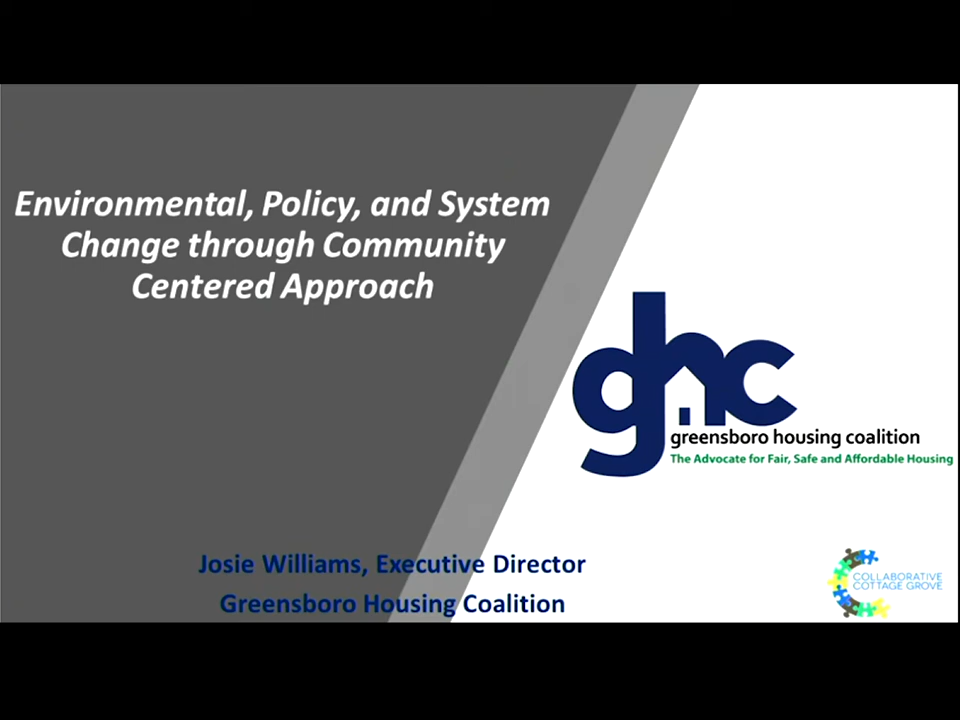 Environmental, Policy, and System
Change through Community
Centered Approach
ghc
greensboro housing coalition
The Advocate for Fair, Safe and Affordable Housing
Josie Williams, Executive Director
Greensboro Housing Coalition
COLLABORATIVE
COTTAGE GROVE